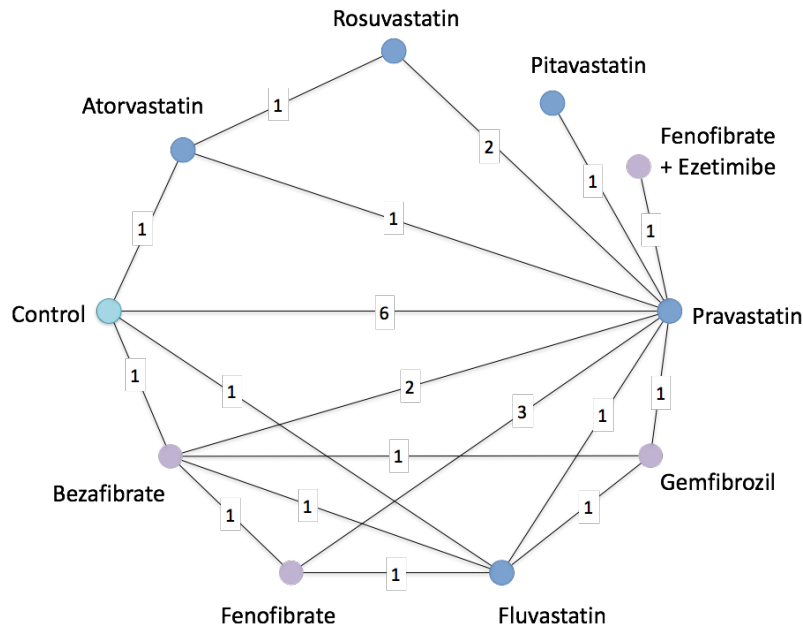 Rosuvastatin
Pitavastatin
Atorvastatin
1
Fenofibrate
+ Ezetimibe
2
1
1
1
1
Control
6
Pravastatin
1
1
2
1
3
1
1
Bezafibrate
Gemfibrozil
1
1
1
1
Fenofibrate
Fluvastatin